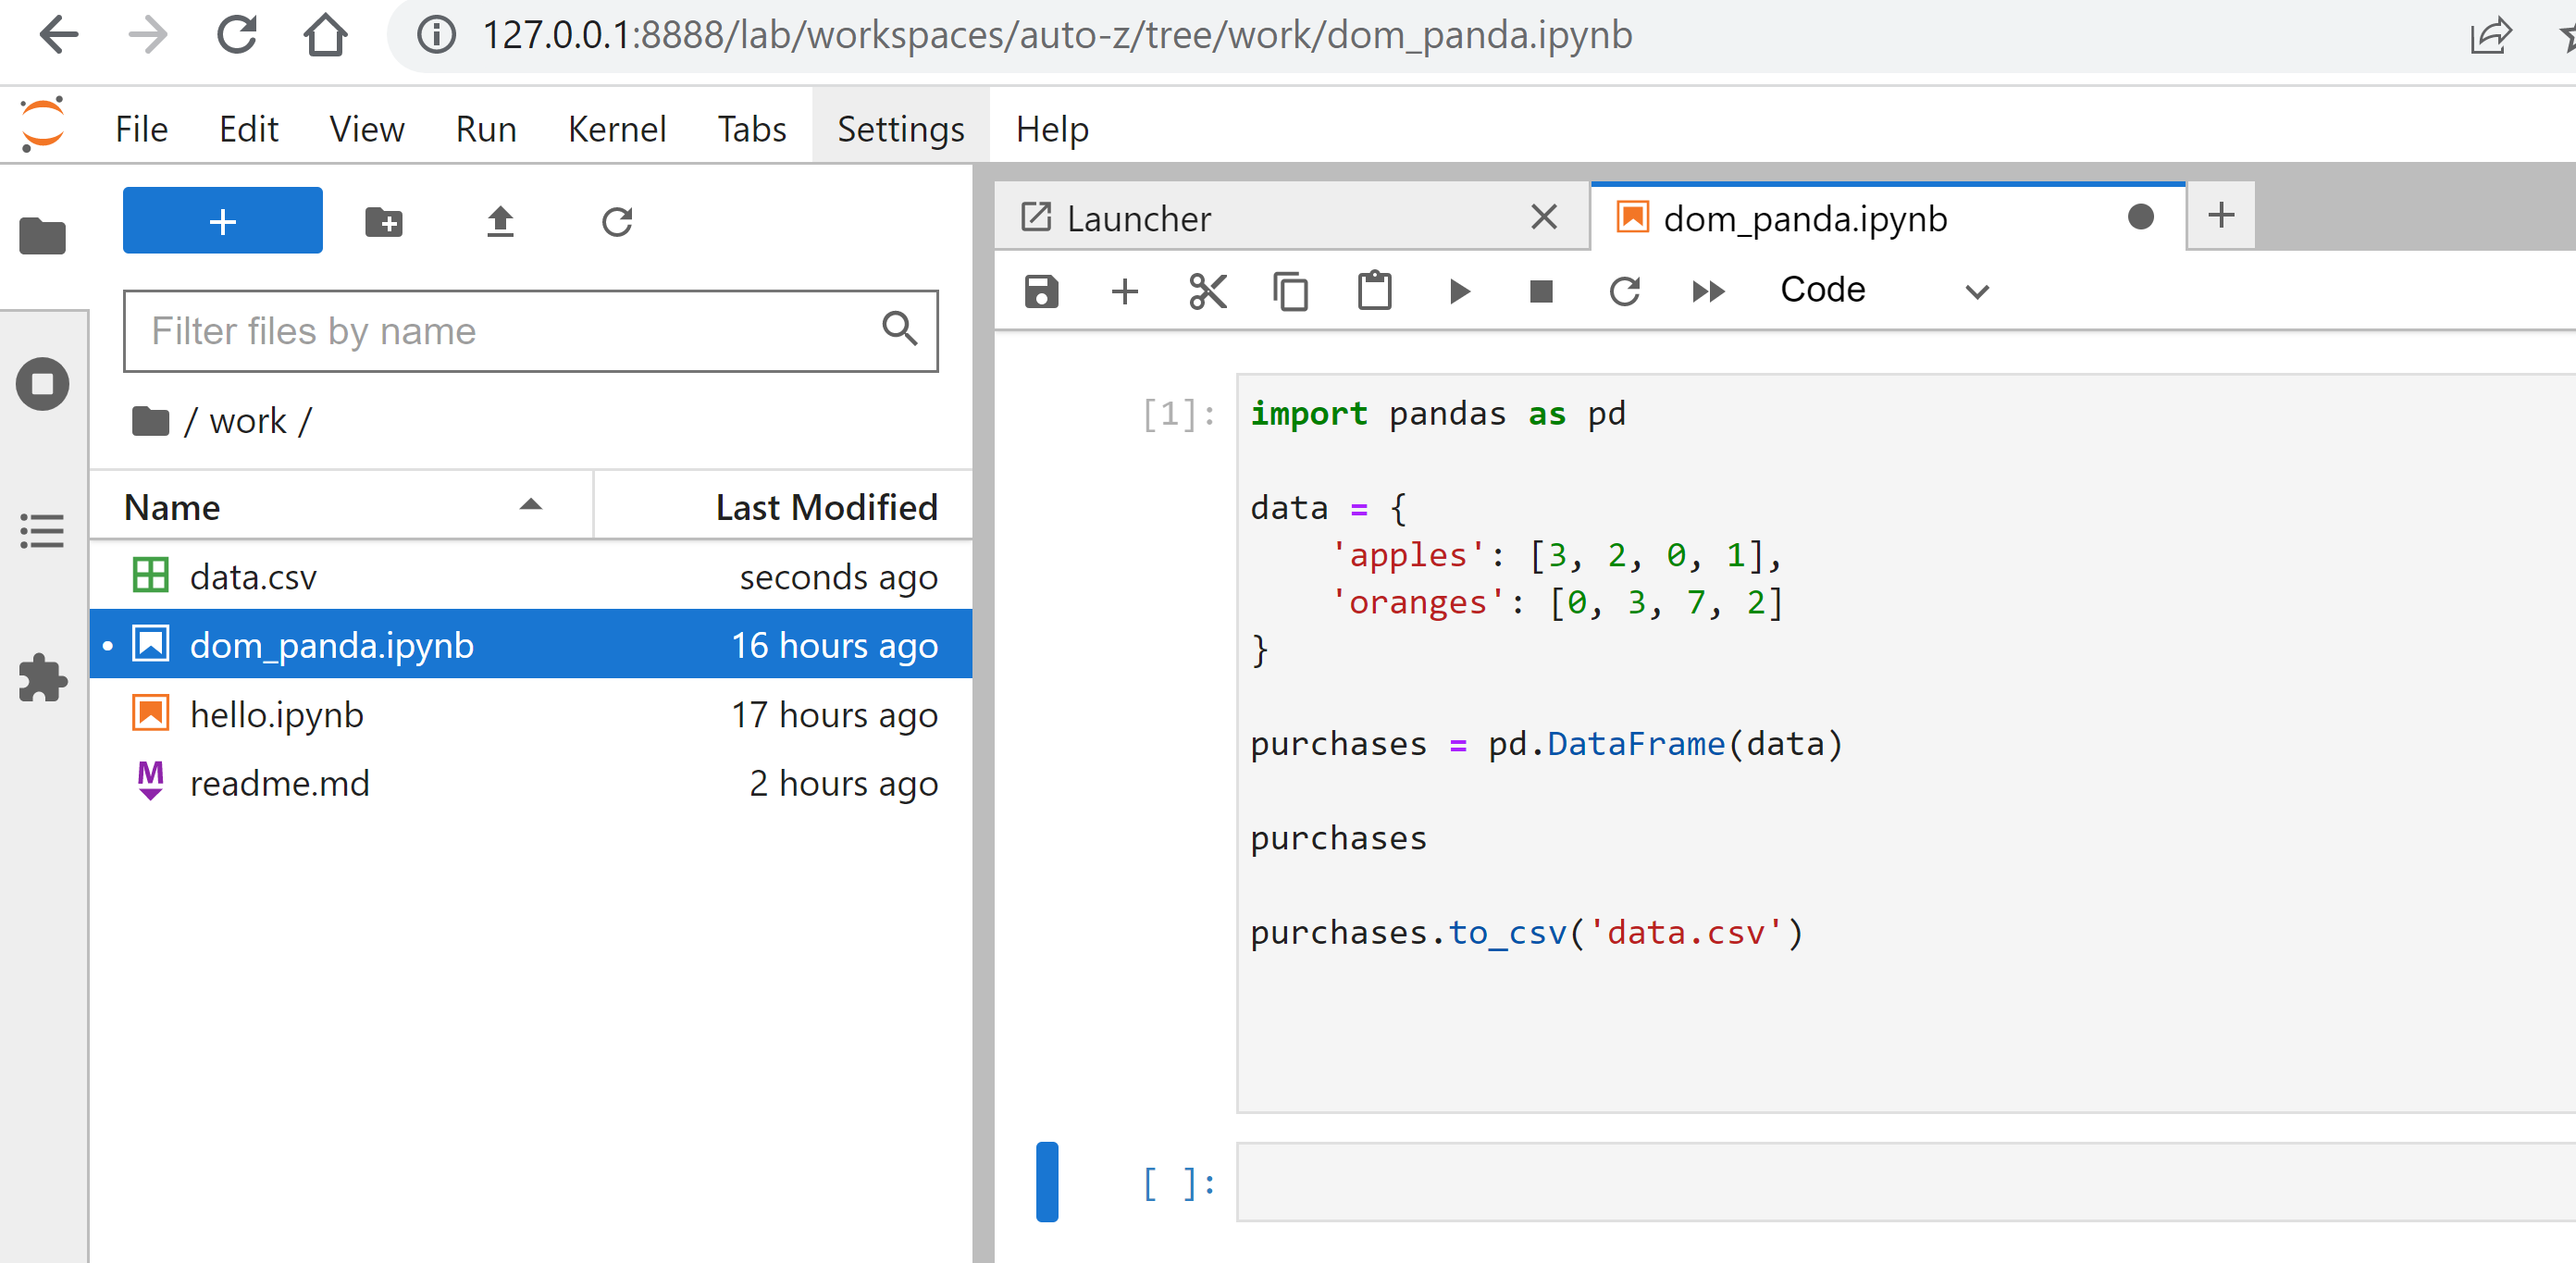 127.0.0.1:8888/lab/workspaces/auto-z/tree/work/dom_panda.ipynb
File Edit View Run Kernel Tabs Settings Help
Filter files by name
/ work /
Name Last Modified
data.csv seconds ago
dom_panda.ipynb 16 hours ago
hello.ipynb 17 hours ago
M readme.md 2 hours ago
Launcher dom_panda.ipynb
Code
[1]: import pandas as pd
data = {
    'apples': [3, 2, 0, 1],
    'oranges': [0, 3, 7, 2]
}
purchases = pd.DataFrame(data)
purchases
purchases.to_csv('data.csv')
[ ]: